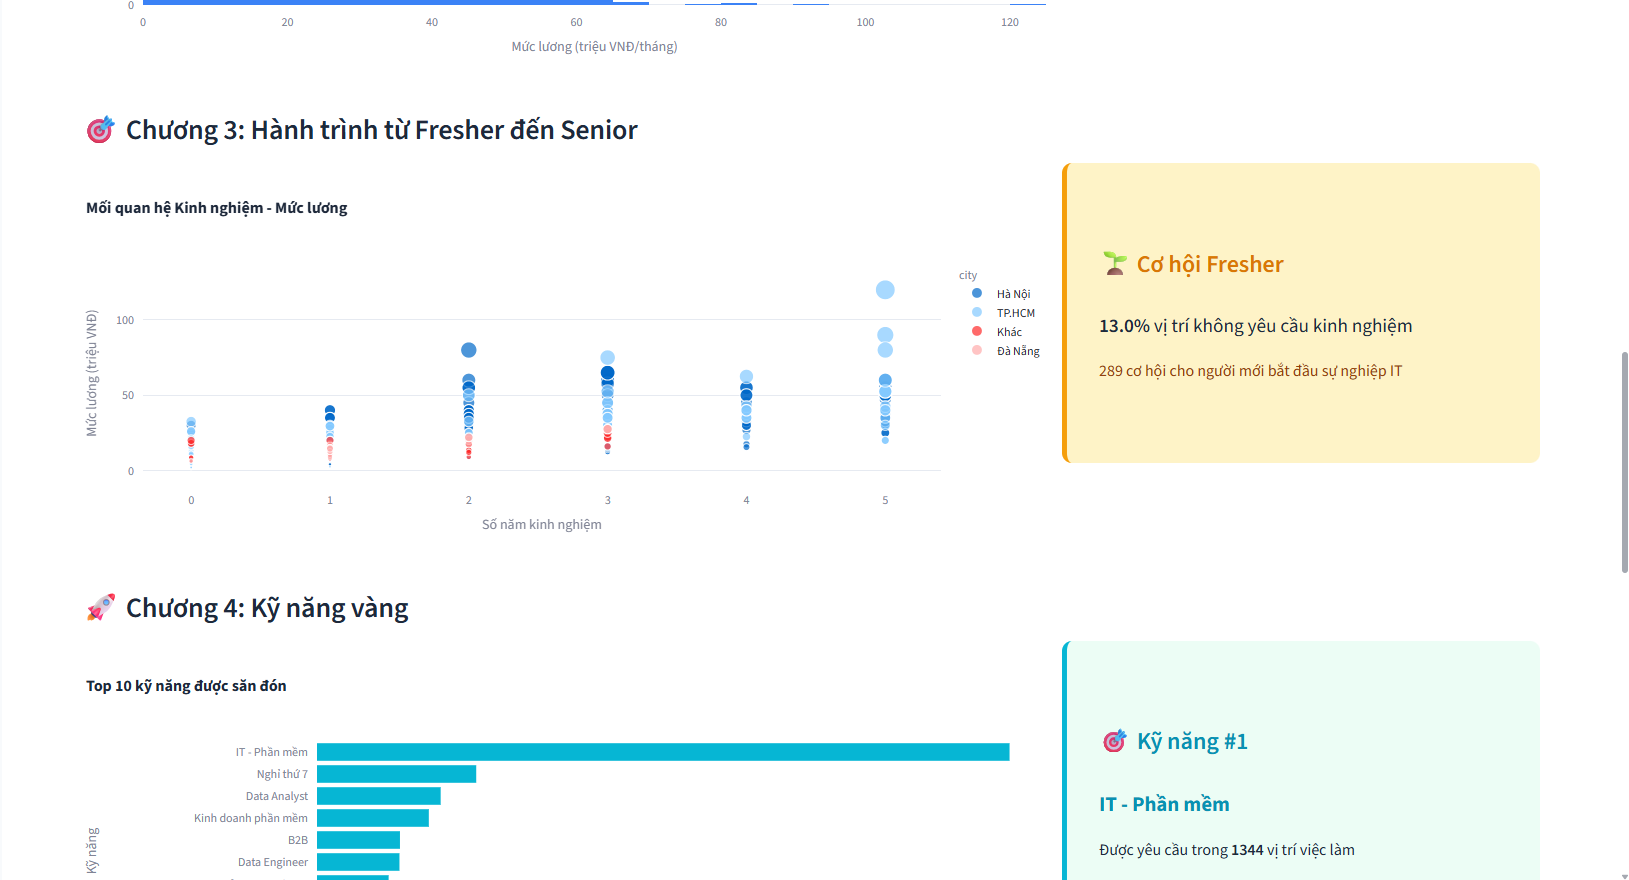 0
0 20 40 60 80 100 120
Mức lương (triệu VNĐ/tháng)
Chương 3: Hành trình từ Fresher đến Senior
Mối quan hệ Kinh nghiệm - Mức lương
Mức lương (triệu VNĐ)
100
50
0
0 1 2 3 4 5
Số năm kinh nghiệm
city
Hà Nội
TP.HCM
Khác
Đà Nẵng
Cơ hội Fresher
13.0% vị trí không yêu cầu kinh nghiệm
289 cơ hội cho người mới bắt đầu sự nghiệp IT
Chương 4: Kỹ năng vàng
Top 10 kỹ năng được săn đón
Kỹ năng
IT - Phần mềm
Nghỉ thứ 7
Data Analyst
Kinh doanh phần mềm
B2B
Data Engineer
Kỹ năng #1
IT - Phần mềm
Được yêu cầu trong 1344 vị trí việc làm